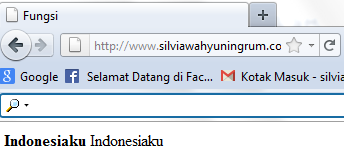 Fungsi
http://www.silviawahyuningrum.co
Google Selamat Datang di Fac... Kotak Masuk - silvia
Indonesiaku Indonesiaku